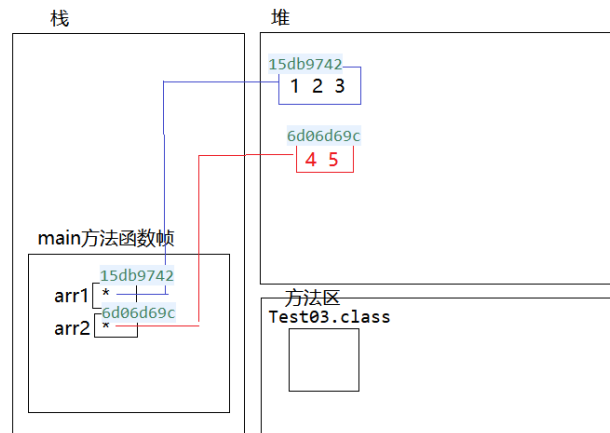 栈
堆
15db9742
1 2 3
6d06d69c
4 5
main方法函数帧
15db9742
arr1 *
6d06d69c
arr2 *
方法区
Test03.class